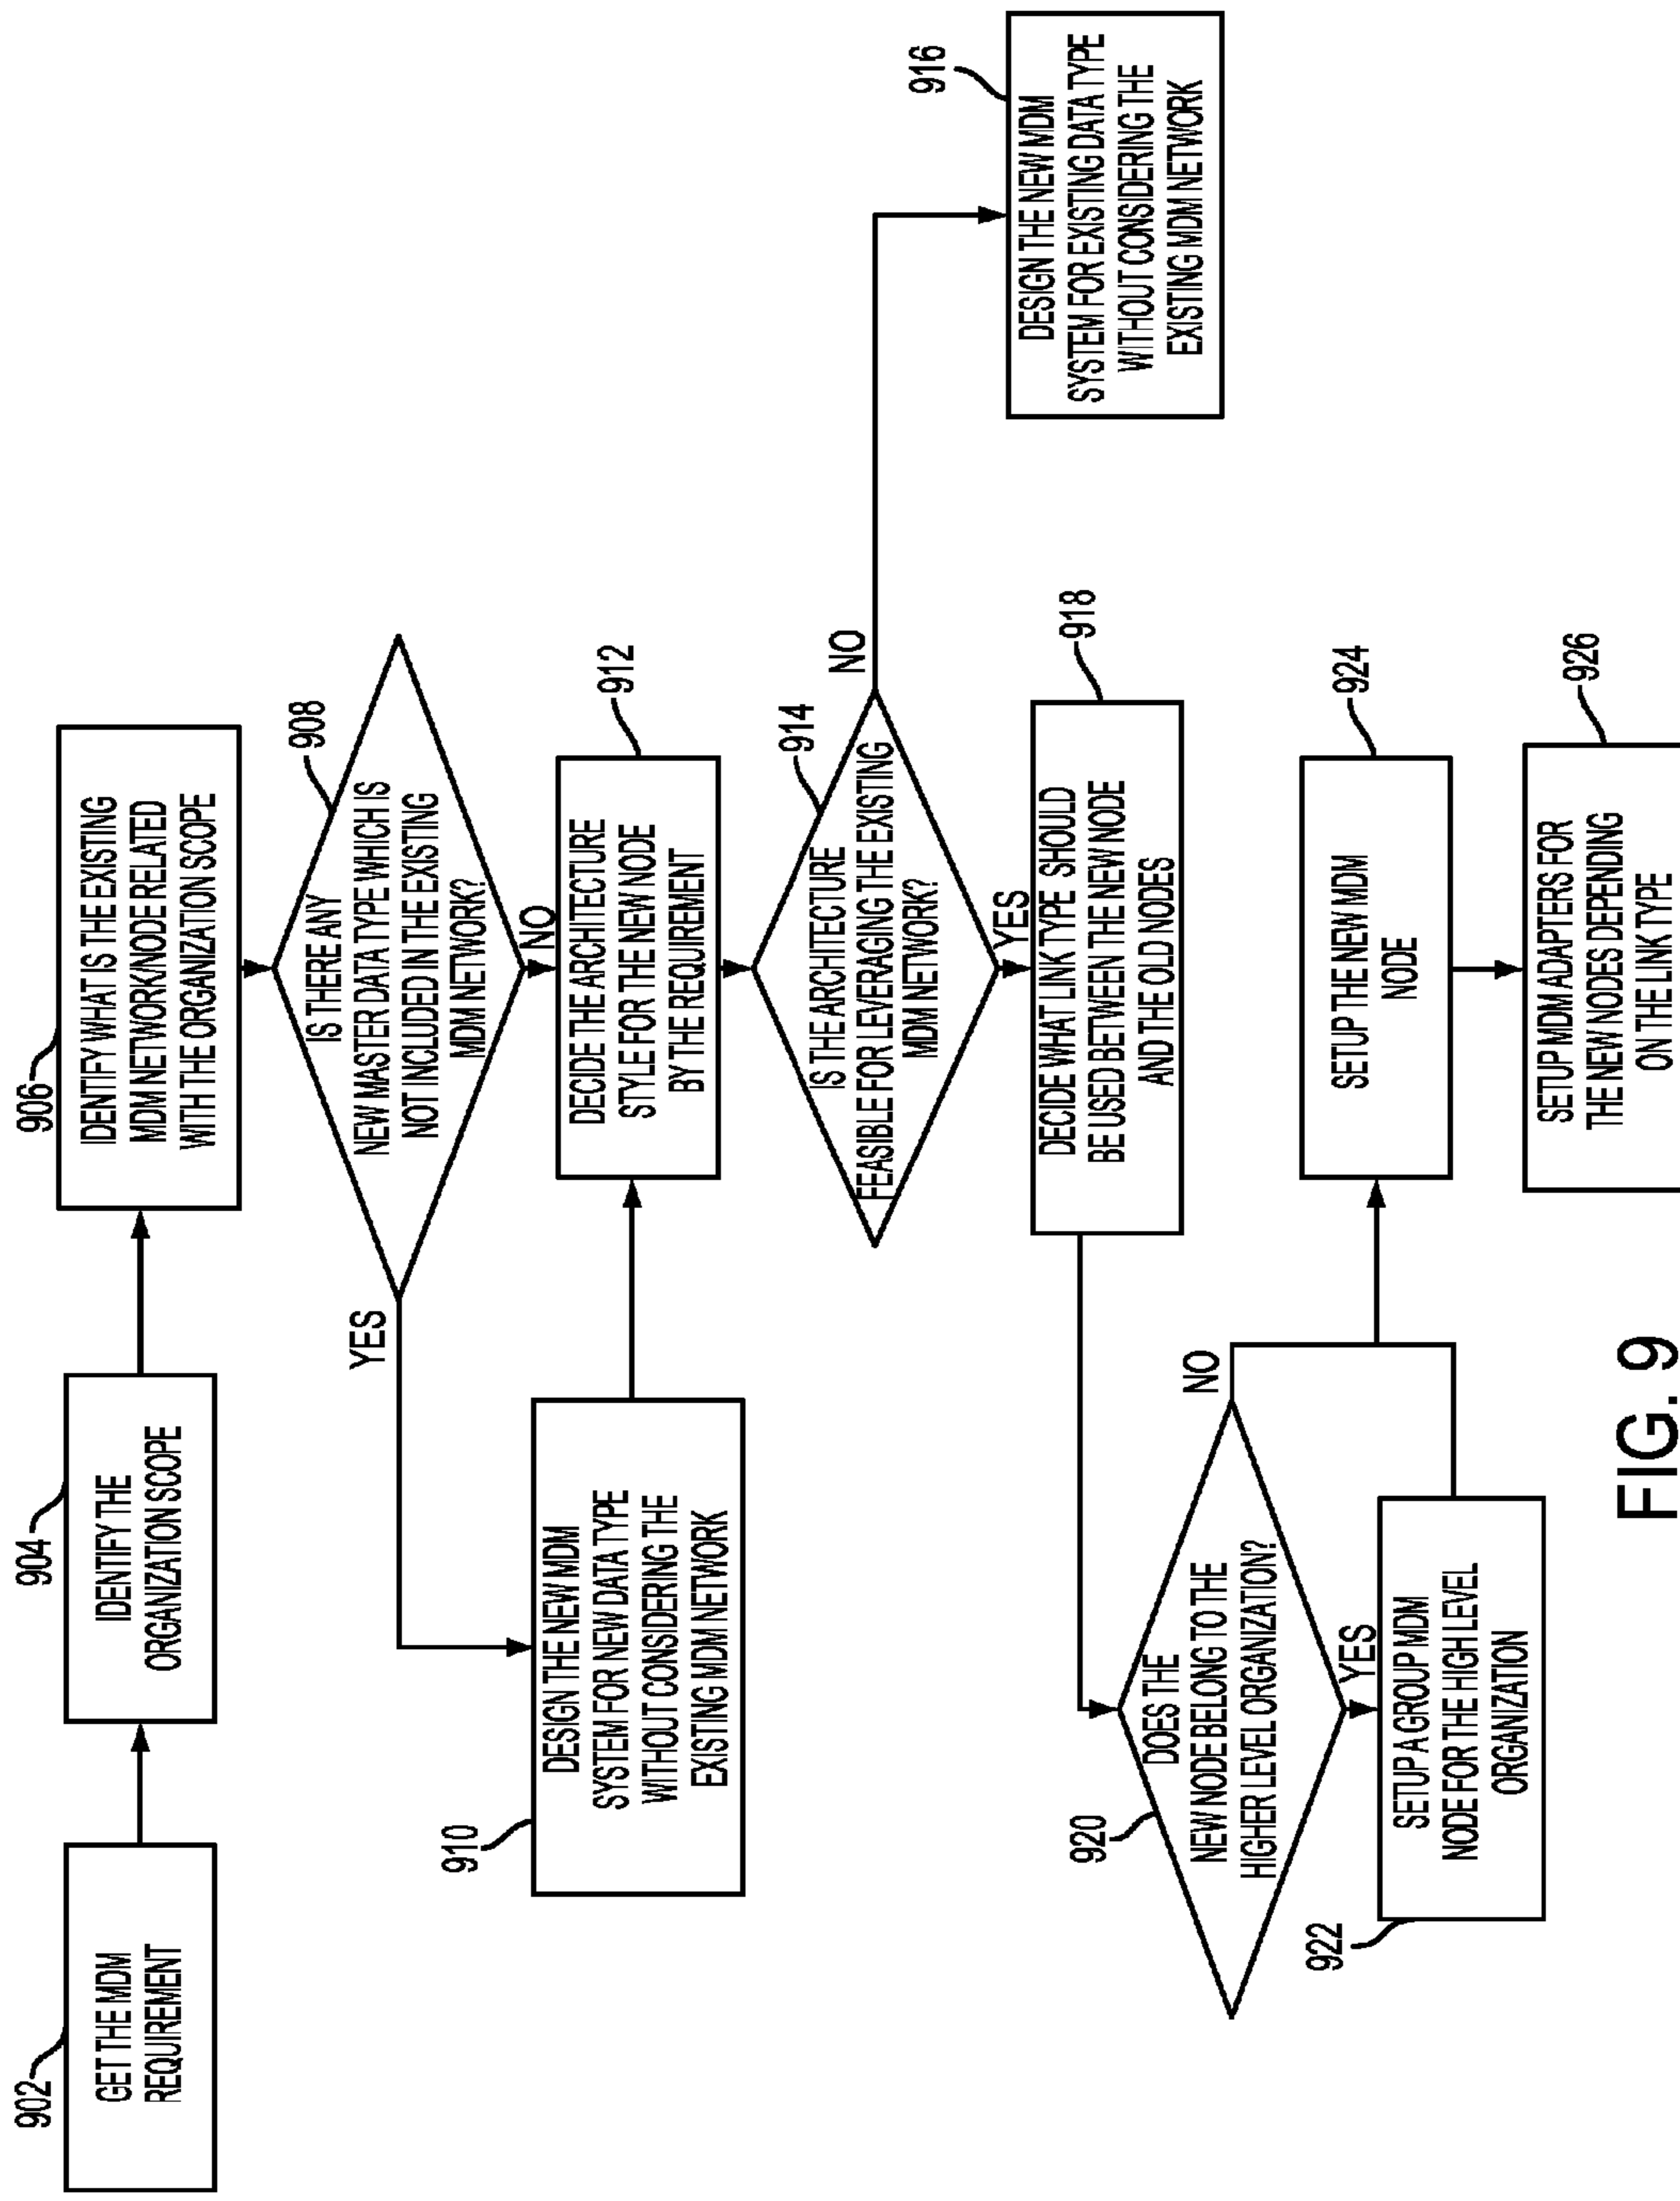 902
GET THE MDM
REQUIREMENT
904
IDENTIFY THE
ORGANIZATION SCOPE
906
IDENTIFY WHAT IS THE EXISTING
MDM NETWORK/NODE RELATED
WITH THE ORGANIZATION SCOPE
908
IS THERE ANY
NEW MASTER DATA TYPE WHICH IS
NOT INCLUDED IN THE EXISTING
MDM NETWORK?
YES
NO
910
DESIGN THE NEW MDM
SYSTEM FOR NEW DATA TYPE
WITHOUT CONSIDERING THE
EXISTING MDM NETWORK
912
DECIDE THE ARCHITECTURE
STYLE FOR THE NEW NODE
BY THE REQUIREMENT
914
IS THE ARCHITECTURE
FEASIBLE FOR LEVERAGING THE EXISTING
MDM NETWORK?
NO
YES
916
DESIGN THE NEW MDM
SYSTEM FOR EXISTING DATA TYPE
WITHOUT CONSIDERING THE
EXISTING MDM NETWORK
918
DECIDE WHAT LINK TYPE SHOULD
BE USED BETWEEN THE NEW NODE
AND THE OLD NODES
920
DOES THE
NEW NODE BELONG TO THE
HIGHER LEVEL ORGANIZATION?
NO
YES
922
SETUP A GROUP MDM
NODE FOR THE HIGH LEVEL
ORGANIZATION
924
SETUP THE NEW MDM
NODE
926
SETUP MDM ADAPTERS FOR
THE NEW NODES DEPENDING
ON THE LINK TYPE
FIG. 9